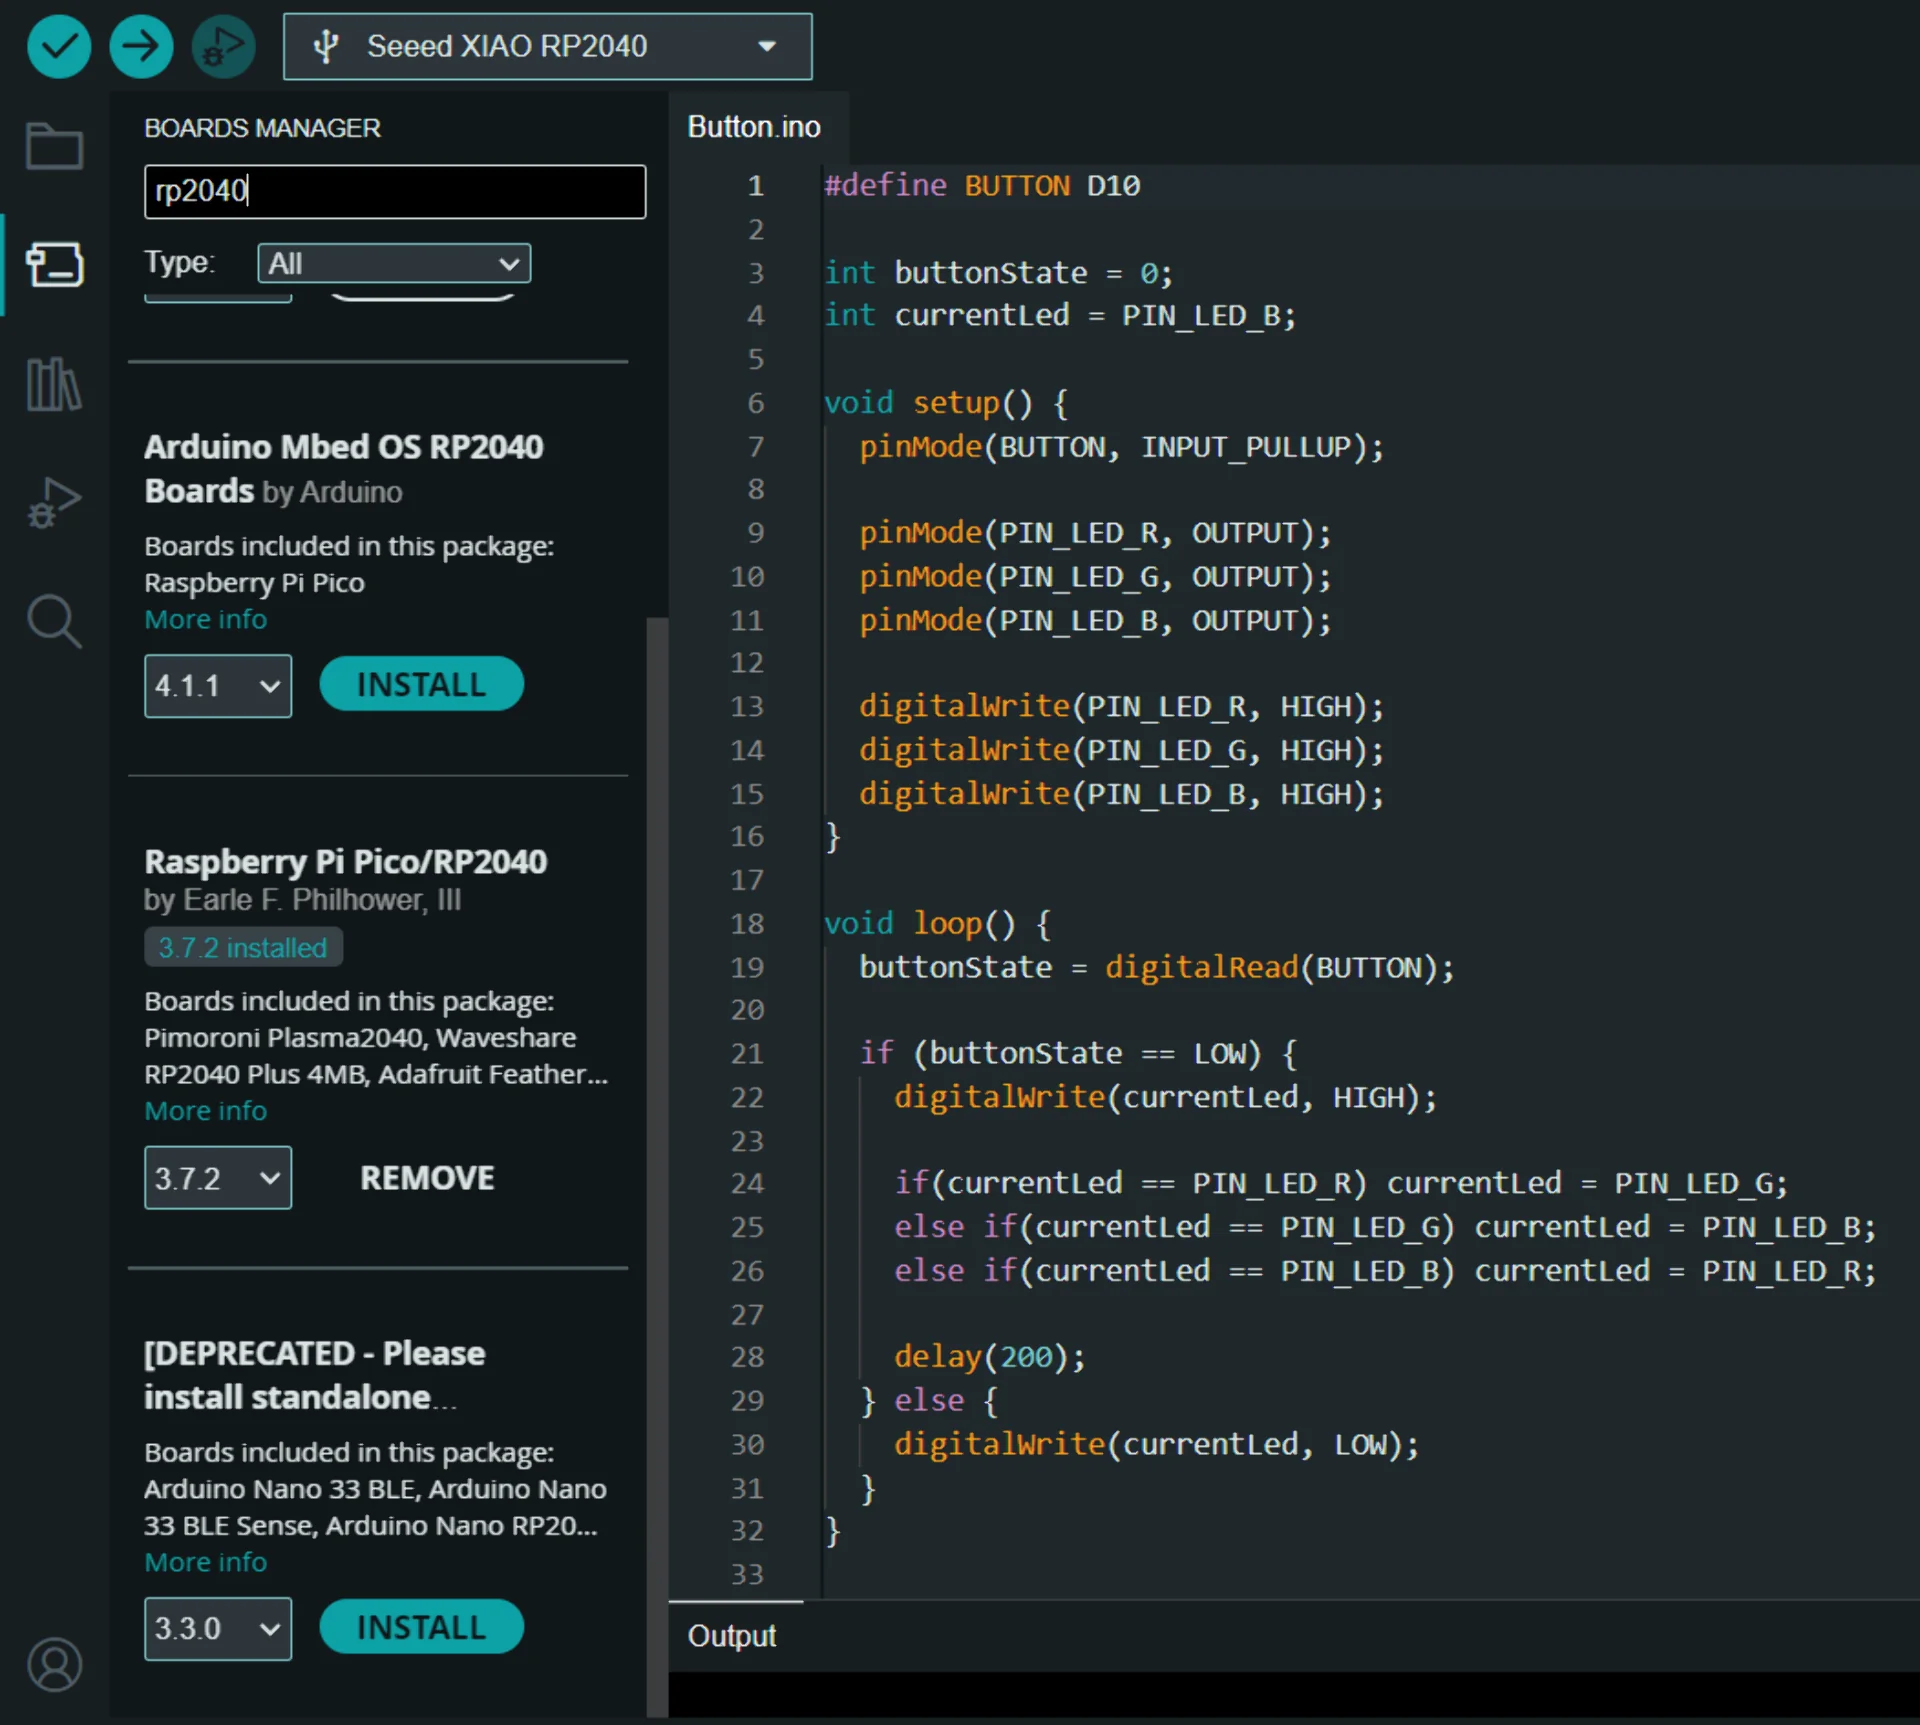 Seeed XIAO RP2040
BOARDS MANAGER
rp2040
Type: All
Arduino Mbed OS RP2040
Boards by Arduino
Boards included in this package:
Raspberry Pi Pico
More info
4.1.1 INSTALL
Raspberry Pi Pico/RP2040
by Earle F. Philhower, III
3.7.2 installed
Boards included in this package:
Pimoroni Plasma2040, Waveshare
RP2040 Plus 4MB, Adafruit Feather...
More info
3.7.2 REMOVE
[DEPRECATED - Please
install standalone...
Boards included in this package:
Arduino Nano 33 BLE, Arduino Nano
33 BLE Sense, Arduino Nano RP20...
More info
3.3.0 INSTALL
Button.ino
1 #define BUTTON D10
2
3 int buttonState = 0;
4 int currentLed = PIN_LED_B;
5
6 void setup() {
7 pinMode(BUTTON, INPUT_PULLUP);
8
9 pinMode(PIN_LED_R, OUTPUT);
10 pinMode(PIN_LED_G, OUTPUT);
11 pinMode(PIN_LED_B, OUTPUT);
12
13 digitalWrite(PIN_LED_R, HIGH);
14 digitalWrite(PIN_LED_G, HIGH);
15 digitalWrite(PIN_LED_B, HIGH);
16 }
17
18 void loop() {
19 buttonState = digitalRead(BUTTON);
20
21 if (buttonState == LOW) {
22 digitalWrite(currentLed, HIGH);
23
24 if(currentLed == PIN_LED_R) currentLed = PIN_LED_G;
25 else if(currentLed == PIN_LED_G) currentLed = PIN_LED_B;
26 else if(currentLed == PIN_LED_B) currentLed = PIN_LED_R;
27
28 delay(200);
29 } else {
30 digitalWrite(currentLed, LOW);
31 }
32 }
33
Output